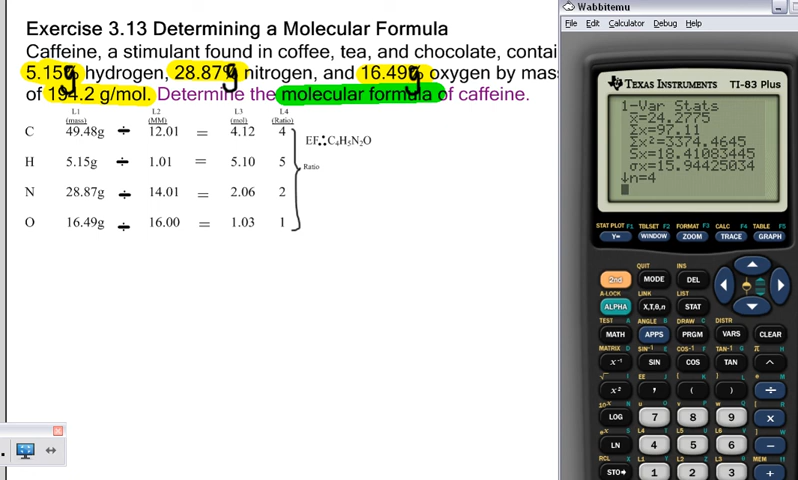 Exercise 3.13 Determining a Molecular Formula
Caffeine, a stimulant found in coffee, tea, and chocolate, contai
5.15g hydrogen, 28.87g nitrogen, and 16.49g oxygen by mas
of 194.2 g/mol. Determine the molecular formula of caffeine.
L1 L2 L3 L4
(mass) (MM) (mol) (Ratio)
C 49.48g ÷ 12.01 = 4.12 4
H 5.15g ÷ 1.01 = 5.10 5
N 28.87g ÷ 14.01 = 2.06 2
O 16.49g ÷ 16.00 = 1.03 1
EF∴C₄H₅N₂O
Ratio
Wabbitemu
File Edit Calculator Debug Help
TEXAS INSTRUMENTS TI-83 Plus
1-Var Stats
x̄=24.2775
Σx=97.11
Σx²=3374.4645
Sx=18.41083445
σx=15.94425034
↓n=4
STAT PLOT F1 TBLSET F2 FORMAT F3 CALC F4 TABLE F5
Y= WINDOW ZOOM TRACE GRAPH
QUIT INS
2nd MODE DEL
A-LOCK LINK LIST
ALPHA X,T,θ,n STAT
TEST A ANGLE B DRAW C DISTR
MATH APPS PRGM VARS CLEAR
MATRIX D SIN⁻¹ E COS⁻¹ F TAN⁻¹ G π H
x⁻¹ SIN COS TAN ^
√ I EE J { K } L e M
x² , ( ) ÷
10ˣ N u O v P w Q [ R
LOG 7 8 9 x
eˣ S L4 T L5 U L6 V ] W
LN 4 5 6 −
RCL X L1 Y L2 Z L3 θ MEM "
STO➔ 1 2 3 +